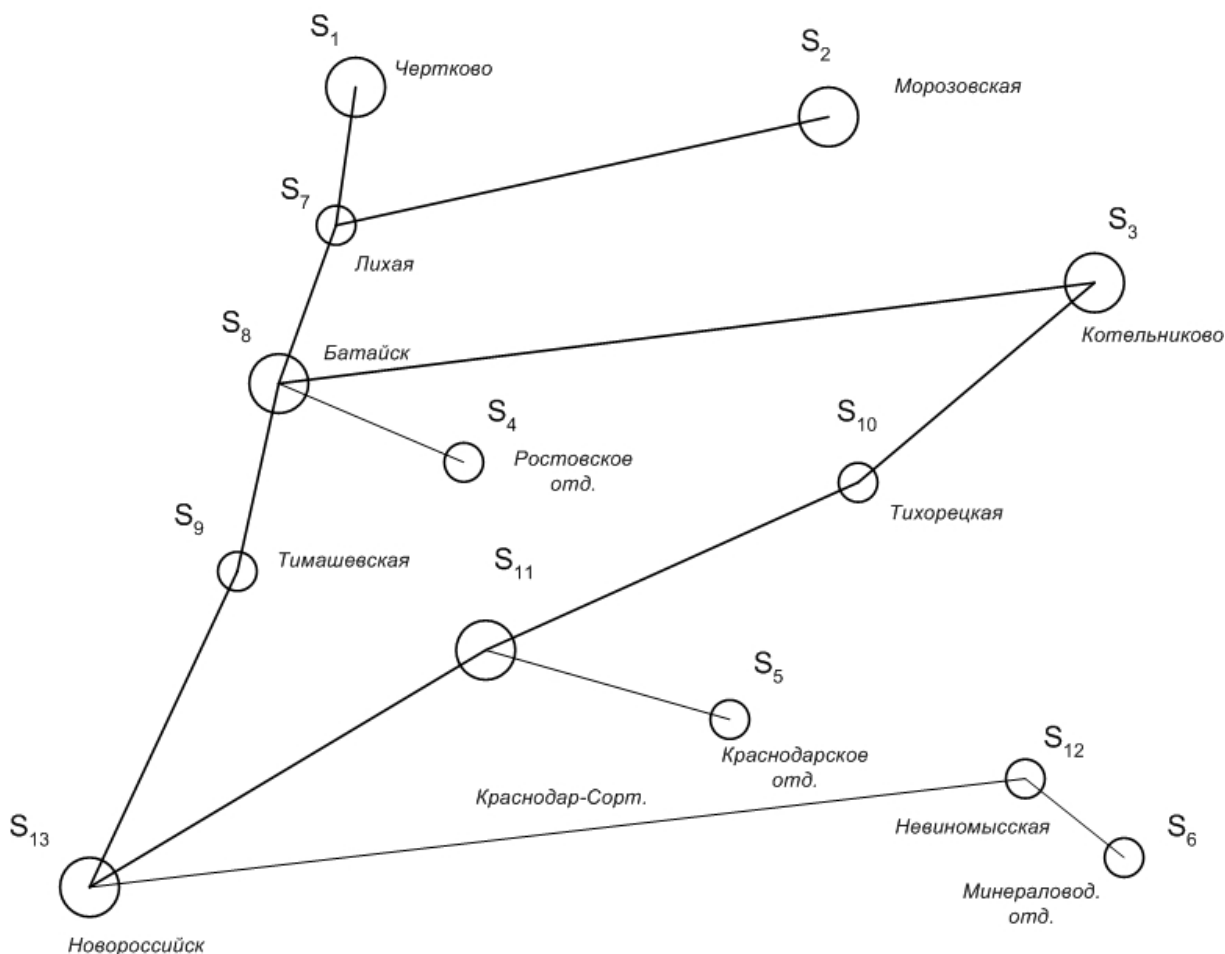 S1
Чертково
S2
Морозовская
S7
Лихая
S3
Котельниково
S8
Батайск
S4
Ростовское
отд.
S10
Тихорецкая
S9
Тимашевская
S11
S5
Краснодарское
отд.
S12
Невиномысская
Краснодар-Сорт.
S6
Минераловод.
отд.
S13
Новороссийск